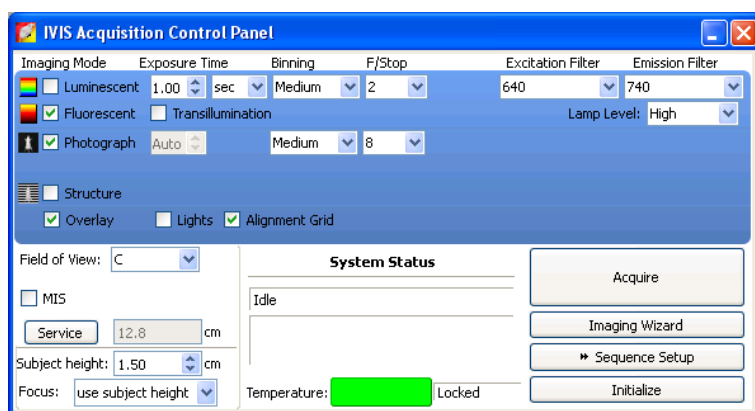 IVIS Acquisition Control Panel
Imaging Mode Exposure Time Binning F/Stop Excitation Filter Emission Filter
Luminescent 1.00 sec Medium 2 640 740
Fluorescent Transillumination Lamp Level: High
Photograph Auto Medium 8
Structure
Overlay Lights Alignment Grid
Field of View: C System Status Acquire
MIS Idle
Service 12.8 cm Imaging Wizard
Subject height: 1.50 cm Sequence Setup
Focus: use subject height Temperature: Locked Initialize